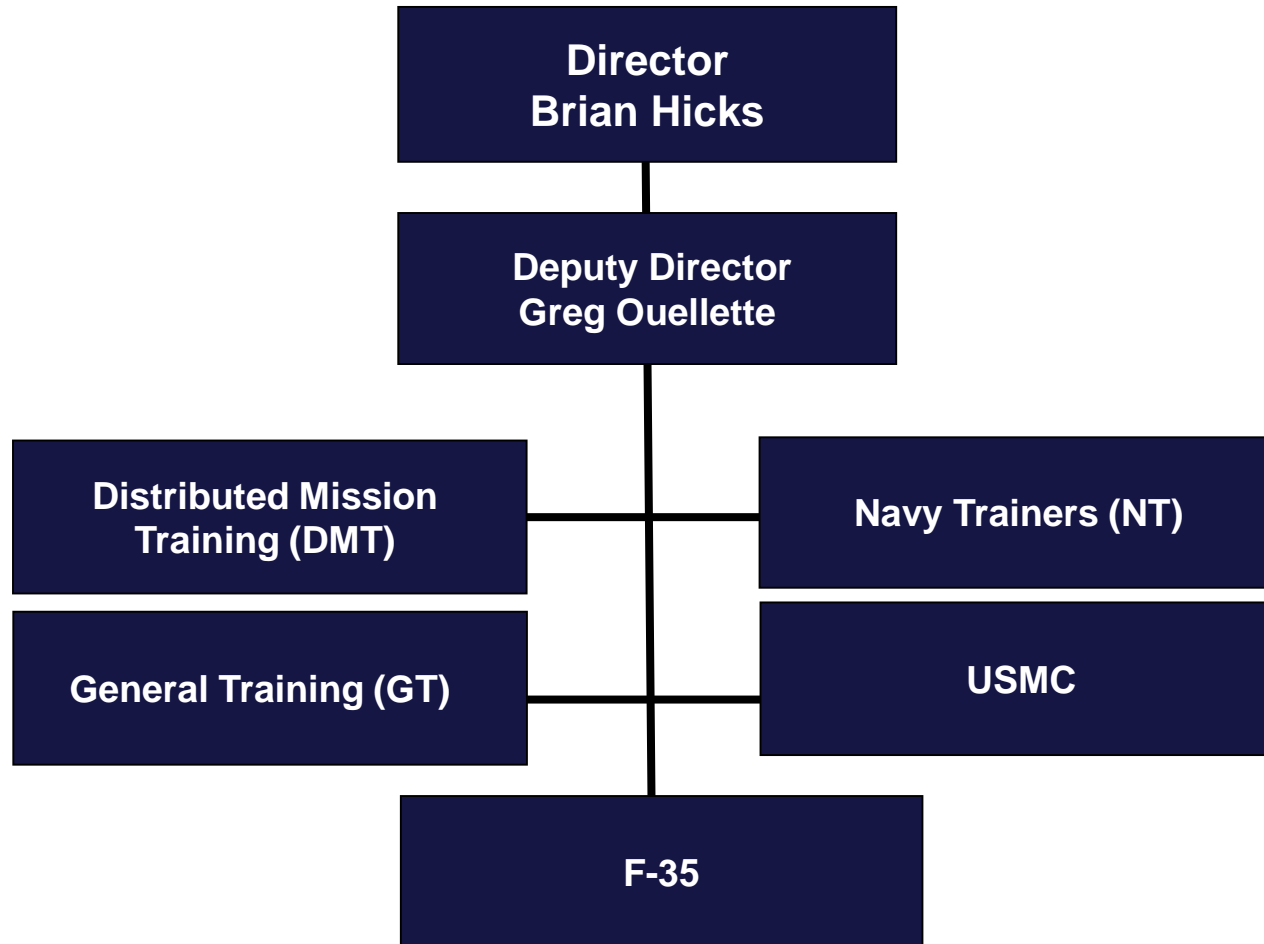 Director
Brian Hicks
Deputy Director
Greg Ouellette
Distributed Mission
Training (DMT)
Navy Trainers (NT)
General Training (GT)
USMC
F-35